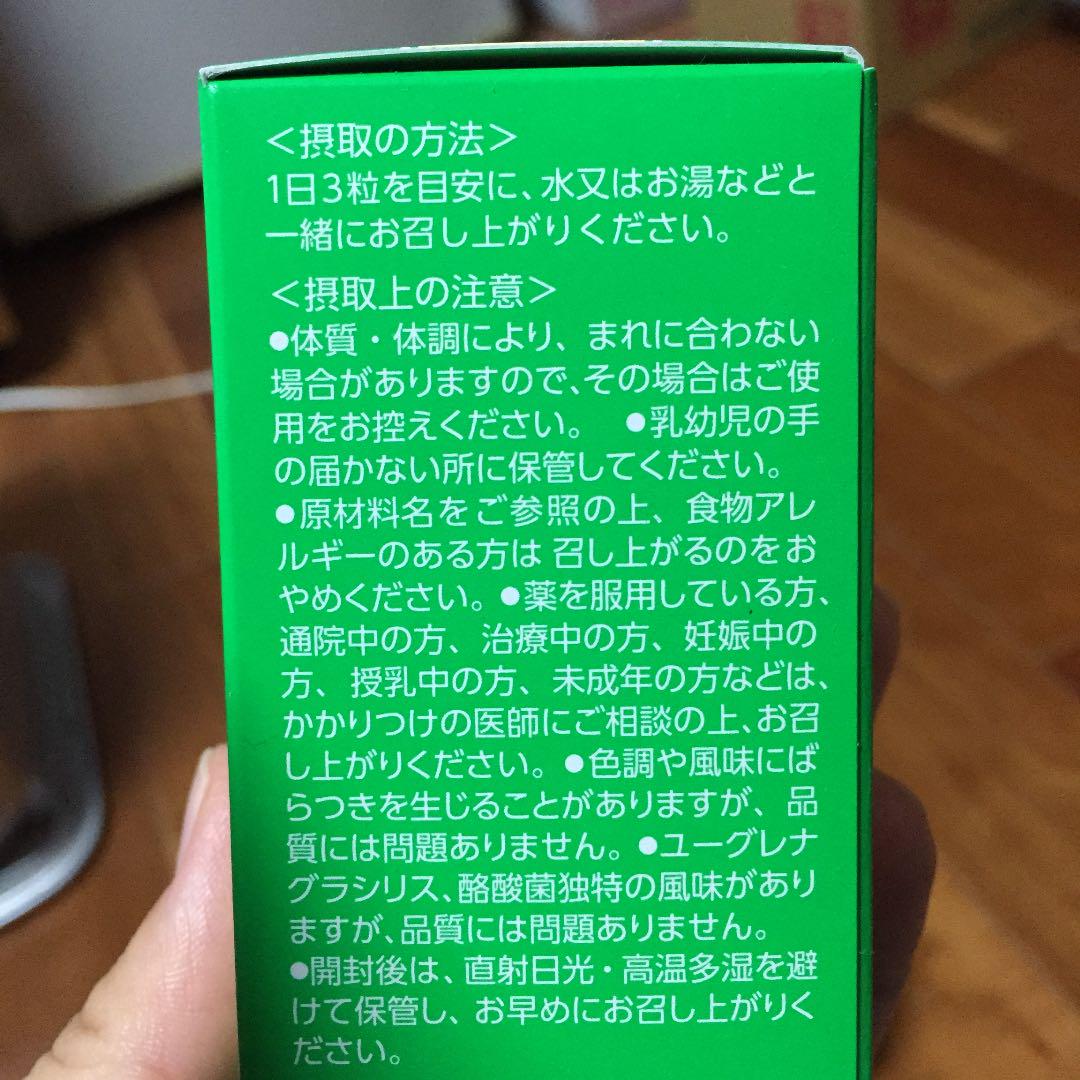 ＜摂取の方法＞
1日3粒を目安に、水又はお湯などと
一緒にお召し上がりください。
＜摂取上の注意＞
●体質・体調により、まれに合わない
場合がありますので、その場合はご使
用をお控えください。　●乳幼児の手
の届かない所に保管してください。
●原材料名をご参照の上、食物アレ
ルギーのある方は 召し上がるのをお
やめください。●薬を服用している方、
通院中の方、治療中の方、妊娠中の
方、授乳中の方、未成年の方などは、
かかりつけの医師にご相談の上、お召
し上がりください。●色調や風味にば
らつきを生じることがありますが、品
質には問題ありません。●ユーグレナ
グラシリス、酪酸菌独特の風味があり
ますが、品質には問題ありません。
●開封後は、直射日光・高温多湿を避
けて保管し、お早めにお召し上がりく
ださい。